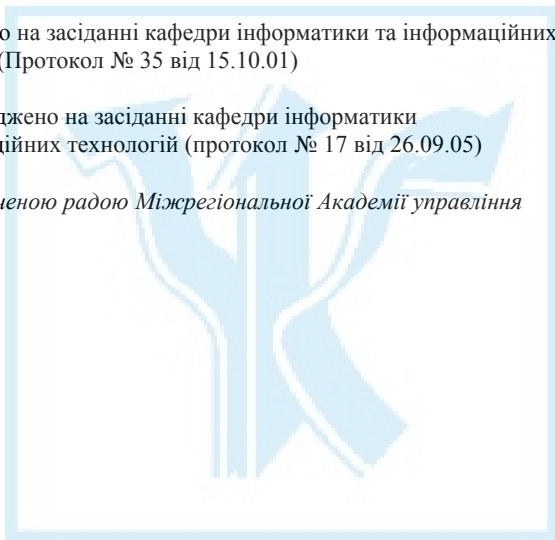 о на засіданні кафедри інформатики та інформаційних
(Протокол № 35 від 15.10.01)
джено на засіданні кафедри інформатики
ційних технологій (протокол № 17 від 26.09.05)
ченою радою Міжрегіональної Академії управління